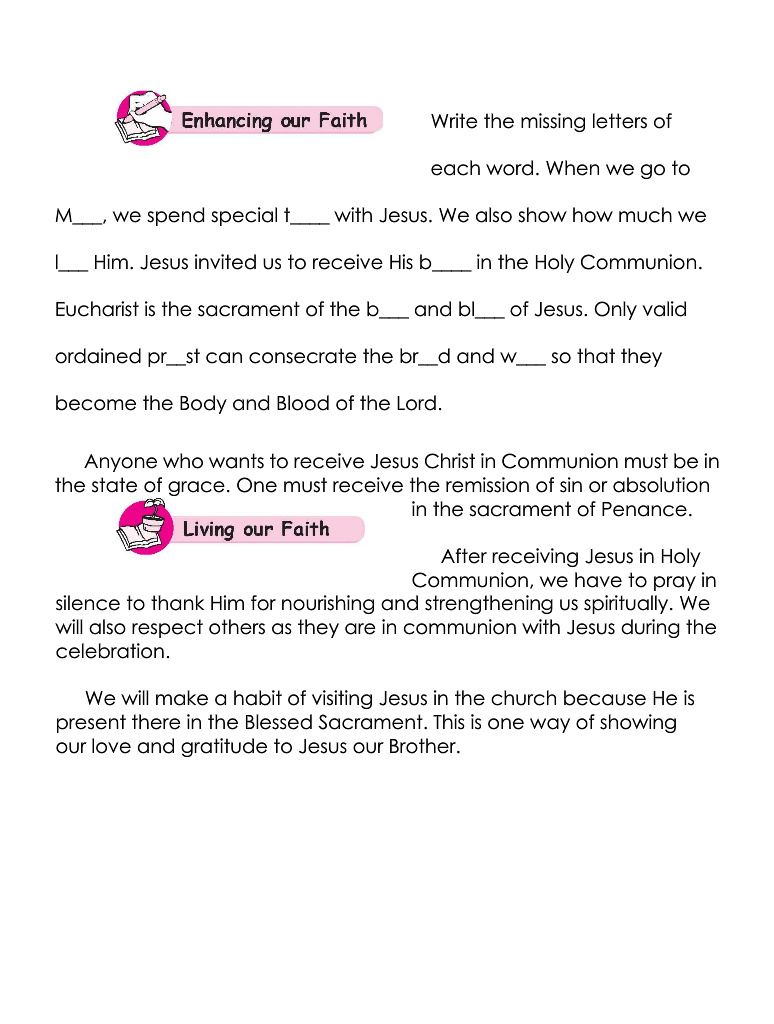 Enhancing our Faith
Write the missing letters of
each word. When we go to
M___, we spend special t____ with Jesus. We also show how much we
l___ Him. Jesus invited us to receive His b____ in the Holy Communion.
Eucharist is the sacrament of the b___ and bl___ of Jesus. Only valid
ordained pr__st can consecrate the br__d and w___ so that they
become the Body and Blood of the Lord.
Anyone who wants to receive Jesus Christ in Communion must be in
the state of grace. One must receive the remission of sin or absolution
in the sacrament of Penance.
Living our Faith
After receiving Jesus in Holy
Communion, we have to pray in
silence to thank Him for nourishing and strengthening us spiritually. We
will also respect others as they are in communion with Jesus during the
celebration.
We will make a habit of visiting Jesus in the church because He is
present there in the Blessed Sacrament. This is one way of showing
our love and gratitude to Jesus our Brother.